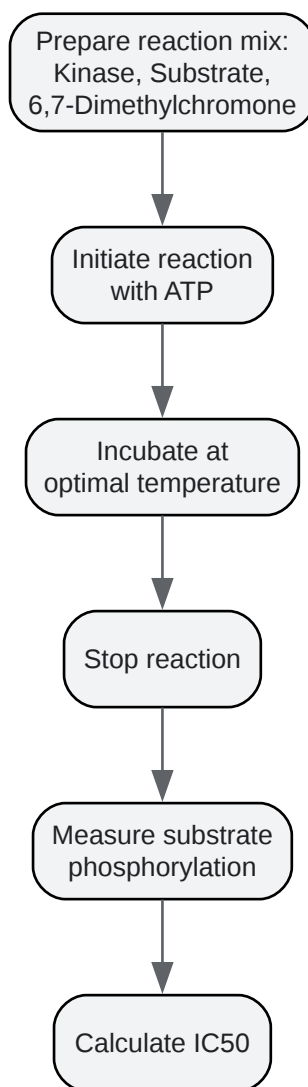 Prepare reaction mix:
Kinase, Substrate,
6,7-Dimethylchromone
Initiate reaction
with ATP
Incubate at
optimal temperature
Stop reaction
Measure substrate
phosphorylation
Calculate IC50